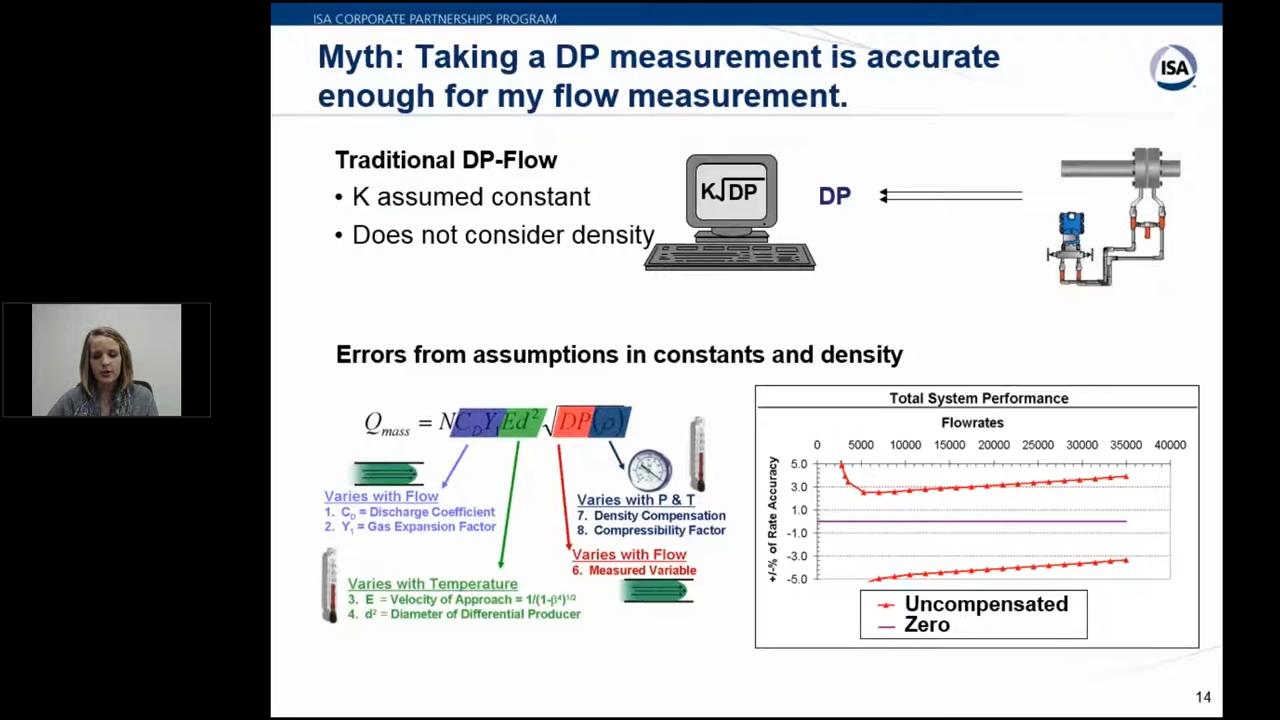 ISA CORPORATE PARTNERSHIPS PROGRAM
Myth: Taking a DP measurement is accurate
enough for my flow measurement.
ISA
Traditional DP-Flow
• K assumed constant
• Does not consider density
K√DP
DP
Errors from assumptions in constants and density
Qmass = NC_D Y₁Ed²√DP(ρ)
Varies with Flow
1. C_D = Discharge Coefficient
2. Y₁ = Gas Expansion Factor
Varies with P & T
7. Density Compensation
8. Compressibility Factor
Varies with Flow
6. Measured Variable
Varies with Temperature
3. E = Velocity of Approach = 1/(1-β⁴)¹/²
4. d² = Diameter of Differential Producer
Total System Performance
Flowrates
0 5000 10000 15000 20000 25000 30000 35000 40000
+/-% of Rate Accuracy
5.0
3.0
1.0
-1.0
-3.0
-5.0
Uncompensated
Zero
14